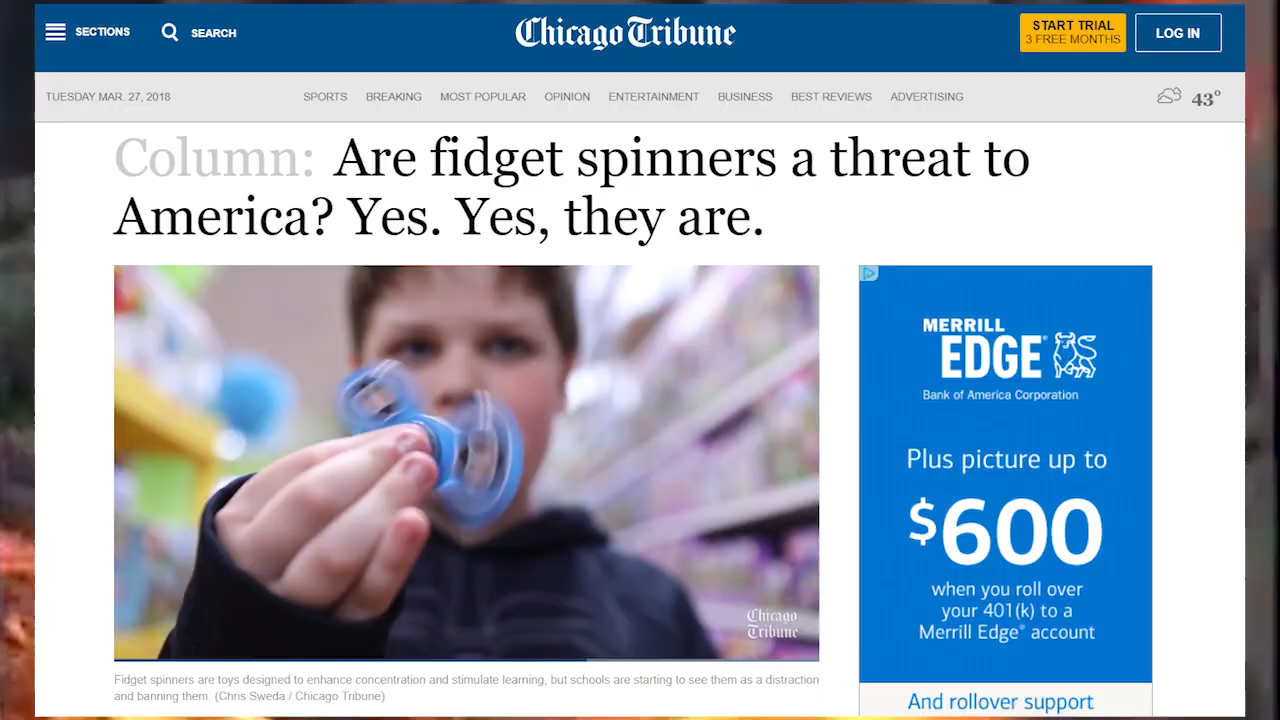 SECTIONS SEARCH Chicago Tribune START TRIAL
3 FREE MONTHS LOG IN
TUESDAY MAR. 27, 2018 SPORTS BREAKING MOST POPULAR OPINION ENTERTAINMENT BUSINESS BEST REVIEWS ADVERTISING 43°
Column: Are fidget spinners a threat to
America? Yes. Yes, they are.
Chicago
Tribune
Fidget spinners are toys designed to enhance concentration and stimulate learning, but schools are starting to see them as a distraction
and banning them. (Chris Sweda / Chicago Tribune)
MERRILL
EDGE®
Bank of America Corporation
Plus picture up to
$600
when you roll over
your 401(k) to a
Merrill Edge® account
And rollover support